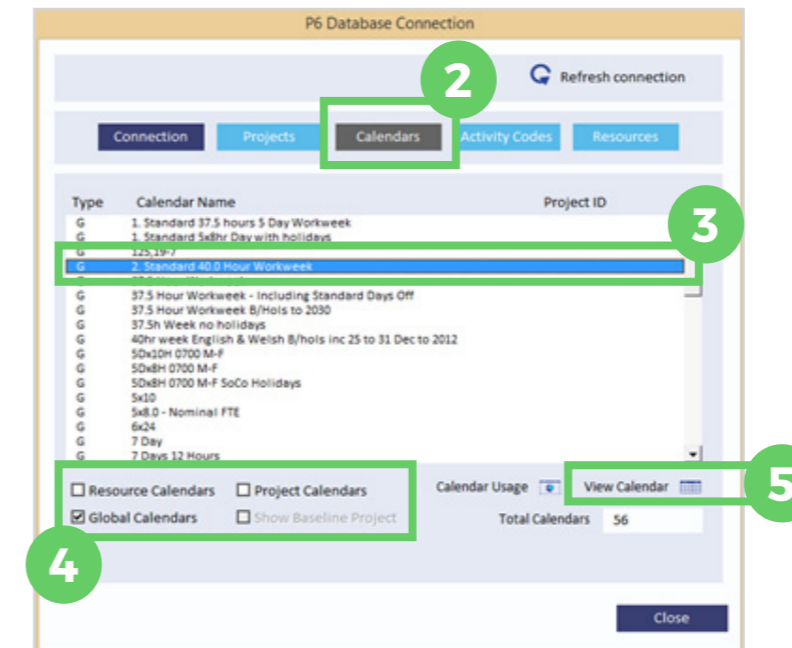 P6 Database Connection
2
Refresh connection
Connection Projects Calendars Activity Codes Resources
Type Calendar Name Project ID
3
G 1. Standard 37.5 hours 5 Day Workweek
G 1. Standard 5x8hr Day with holidays
G 125,19-7
G 2. Standard 40.0 Hour Workweek
G 37.5 Hour Workweek - Including Standard Days Off
G 37.5 Hour Workweek B/Hols to 2030
G 37.5h Week no holidays
G 40hr week English & Welsh B/hols inc 25 to 31 Dec to 2012
G 5Dx10H 0700 M-F
G 5Dx8H 0700 M-F
G 5Dx8H 0700 M-F SoCo Holidays
G 5x10
G 5x8.0 - Nominal FTE
G 6x24
G 7 Day
G 7 Days 12 Hours
Resource Calendars Project Calendars Calendar Usage View Calendar 5
Global Calendars Show Baseline Project Total Calendars 56
4
Close